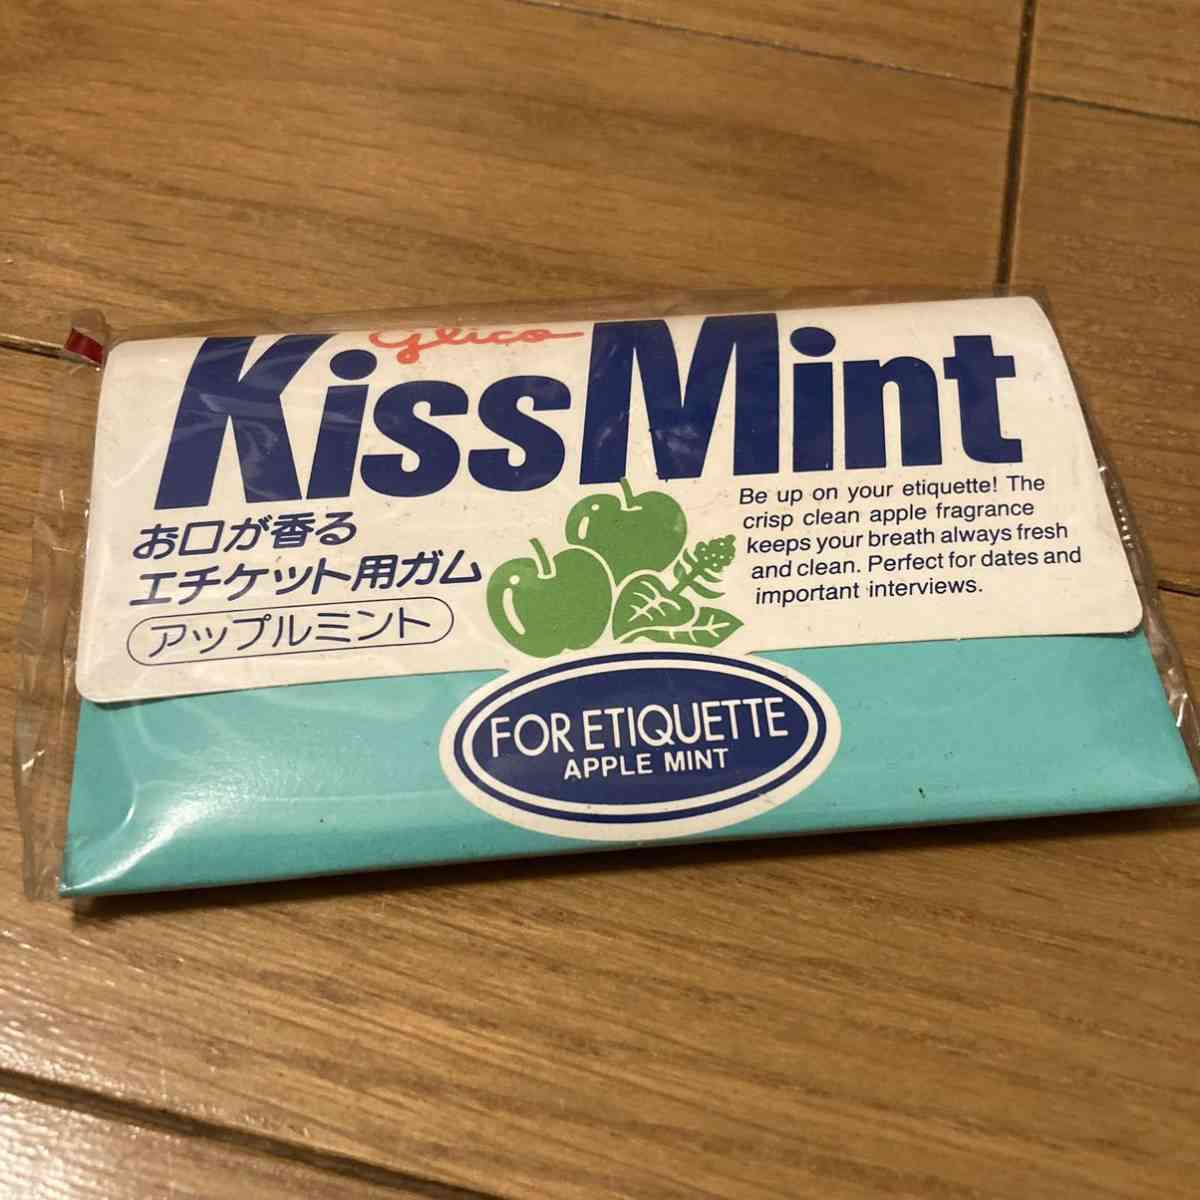 glico
KissMint
お口が香る
エチケット用ガム
アップルミント
Be up on your etiquette! The
crisp clean apple fragrance
keeps your breath always fresh
and clean. Perfect for dates and
important interviews.
FOR ETIQUETTE
APPLE MINT